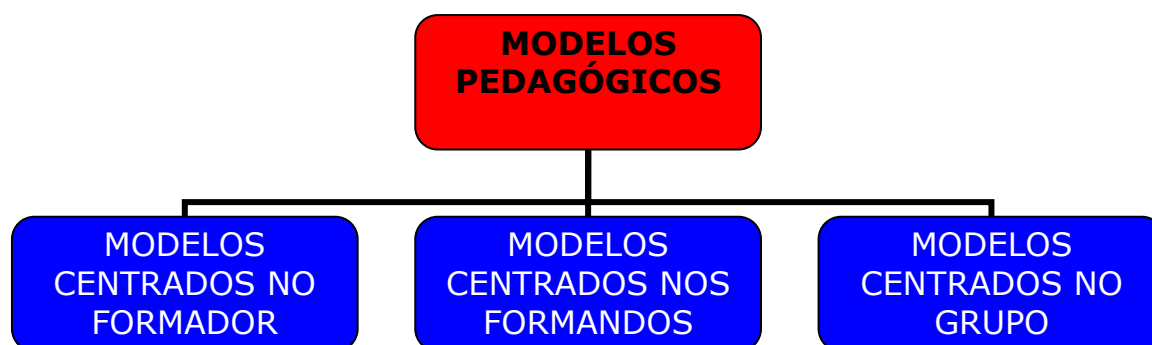 MODELOS
PEDAGÓGICOS
MODELOS
CENTRADOS NO
FORMADOR
MODELOS
CENTRADOS NOS
FORMANDOS
MODELOS
CENTRADOS NO
GRUPO